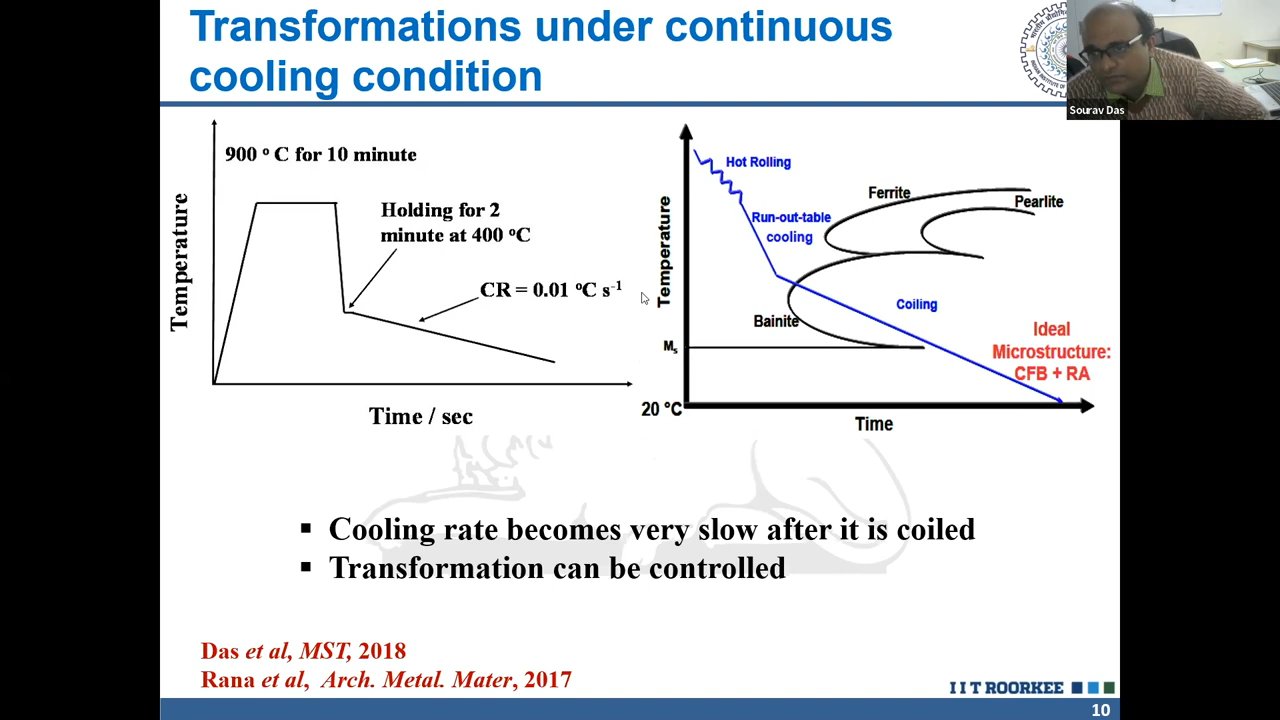 Transformations under continuous
cooling condition
Sourav Das
900 ° C for 10 minute
Holding for 2
minute at 400 °C
CR = 0.01 °C s⁻¹
Temperature
Time / sec
Hot Rolling
Run-out-table
cooling
Ferrite
Pearlite
Temperature
Coiling
Bainite
Ms
Ideal
Microstructure:
CFB + RA
20 °C
Time
▪ Cooling rate becomes very slow after it is coiled
▪ Transformation can be controlled
Das et al, MST, 2018
Rana et al, Arch. Metal. Mater, 2017
I I T ROORKEE
10